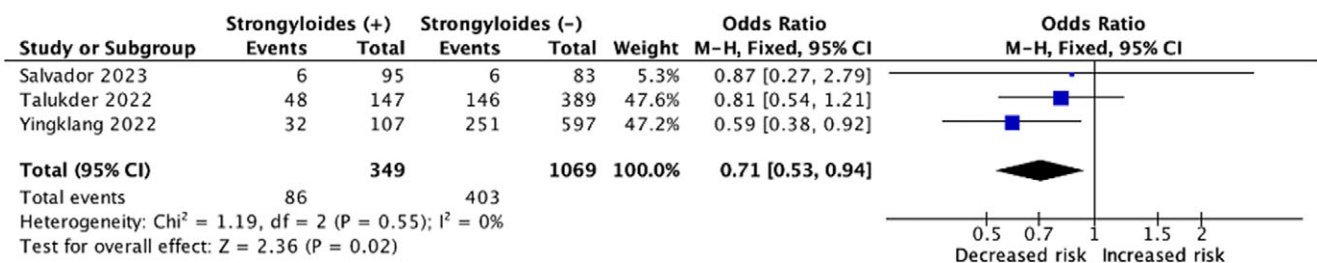 Strongyloides (+) Strongyloides (-) Odds Ratio Odds Ratio
Study or Subgroup Events Total Events Total Weight M-H, Fixed, 95% CI M-H, Fixed, 95% CI
Salvador 2023 6 95 6 83 5.3% 0.87 [0.27, 2.79]
Talukder 2022 48 147 146 389 47.6% 0.81 [0.54, 1.21]
Yingklang 2022 32 107 251 597 47.2% 0.59 [0.38, 0.92]
Total (95% CI) 349 1069 100.0% 0.71 [0.53, 0.94]
Total events 86 403
Heterogeneity: Chi² = 1.19, df = 2 (P = 0.55); I² = 0%
Test for overall effect: Z = 2.36 (P = 0.02)
0.5 0.7 1 1.5 2
Decreased risk Increased risk